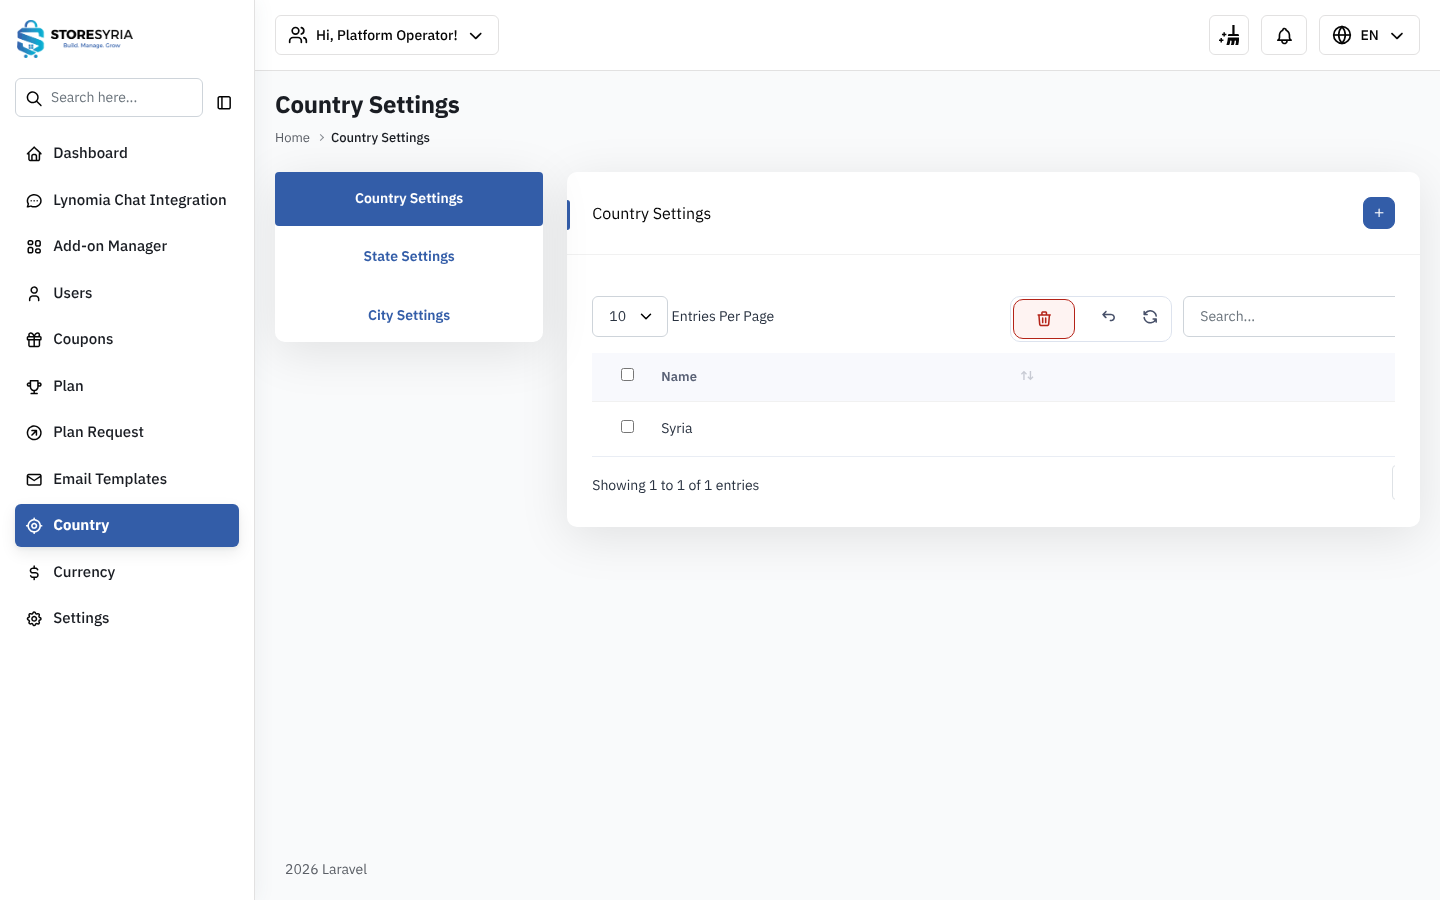 STORESYRIA
Build. Manage. Grow
Hi, Platform Operator!
EN
Search here...
Dashboard
Lynomia Chat Integration
Add-on Manager
Users
Coupons
Plan
Plan Request
Email Templates
Country
Currency
Settings
Country Settings
Home > Country Settings
Country Settings
State Settings
City Settings
Country Settings
+
10 Entries Per Page
Search...
Name
Syria
Showing 1 to 1 of 1 entries
2026 Laravel